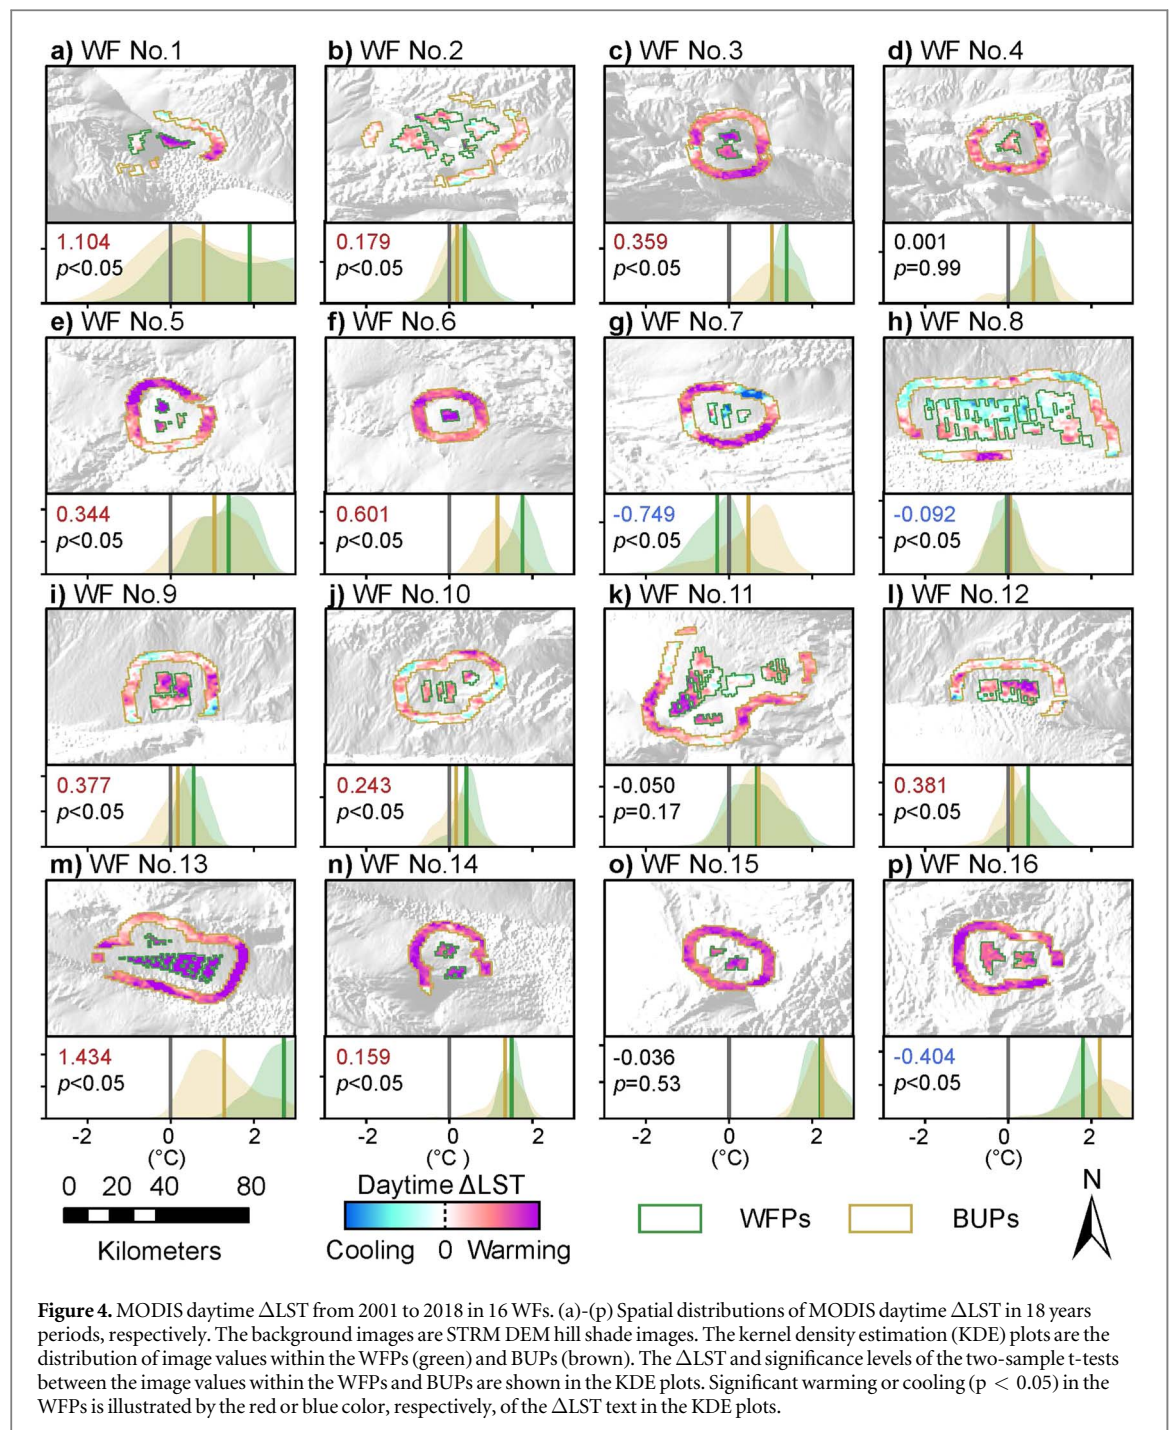 a) WF No.1
b) WF No.2
c) WF No.3
d) WF No.4
1.104
p<0.05
0.179
p<0.05
0.359
p<0.05
0.001
p=0.99
e) WF No.5
f) WF No.6
g) WF No.7
h) WF No.8
0.344
p<0.05
0.601
p<0.05
-0.749
p<0.05
-0.092
p<0.05
i) WF No.9
j) WF No.10
k) WF No.11
l) WF No.12
0.377
p<0.05
0.243
p<0.05
-0.050
p=0.17
0.381
p<0.05
m) WF No.13
n) WF No.14
o) WF No.15
p) WF No.16
1.434
p<0.05
0.159
p<0.05
-0.036
p=0.53
-0.404
p<0.05
-2 0 2
(°C)
-2 0 2
(°C )
-2 0 2
(°C)
-2 0 2
(°C)
0 20 40 80
Kilometers
Daytime ΔLST
Cooling 0 Warming
WFPs
BUPs
N
Figure 4. MODIS daytime ΔLST from 2001 to 2018 in 16 WFs. (a)-(p) Spatial distributions of MODIS daytime ΔLST in 18 years
periods, respectively. The background images are STRM DEM hill shade images. The kernel density estimation (KDE) plots are the
distribution of image values within the WFPs (green) and BUPs (brown). The ΔLST and significance levels of the two-sample t-tests
between the image values within the WFPs and BUPs are shown in the KDE plots. Significant warming or cooling (p < 0.05) in the
WFPs is illustrated by the red or blue color, respectively, of the ΔLST text in the KDE plots.